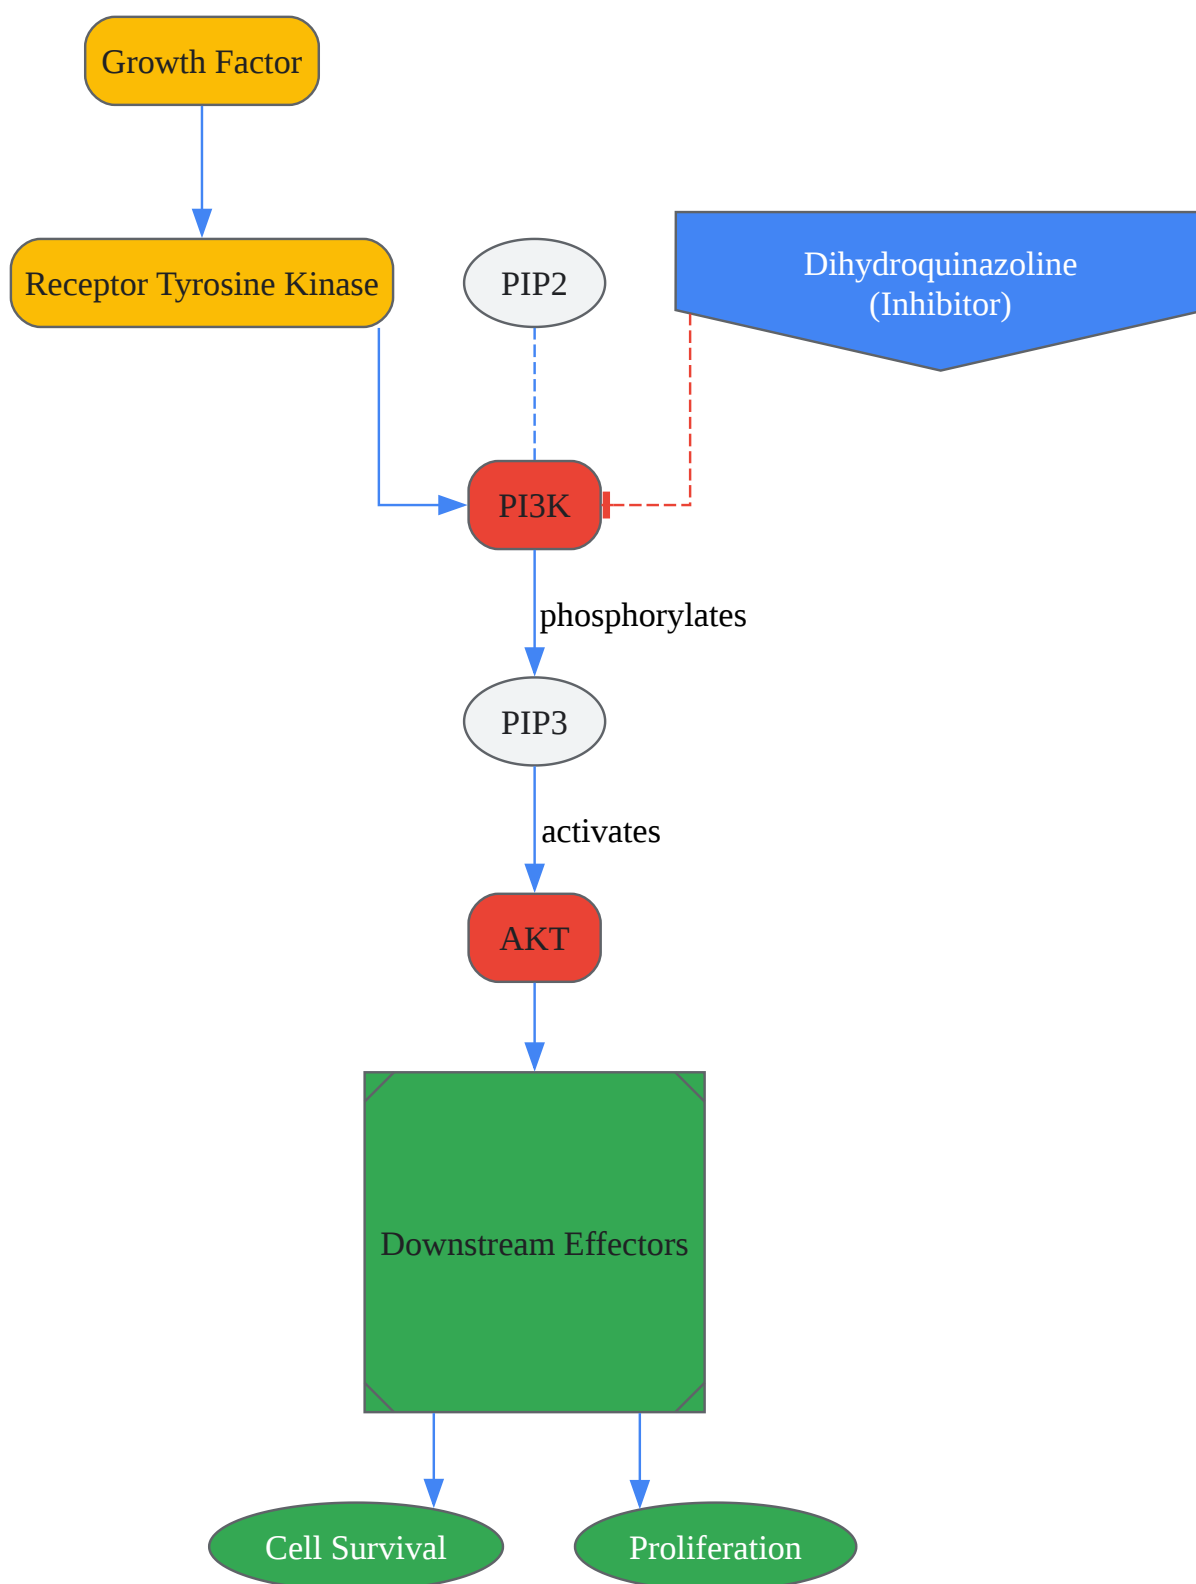 Growth Factor
Receptor Tyrosine Kinase
PIP2
Dihydroquinazoline
(Inhibitor)
PI3K
phosphorylates
PIP3
activates
AKT
Downstream Effectors
Cell Survival
Proliferation